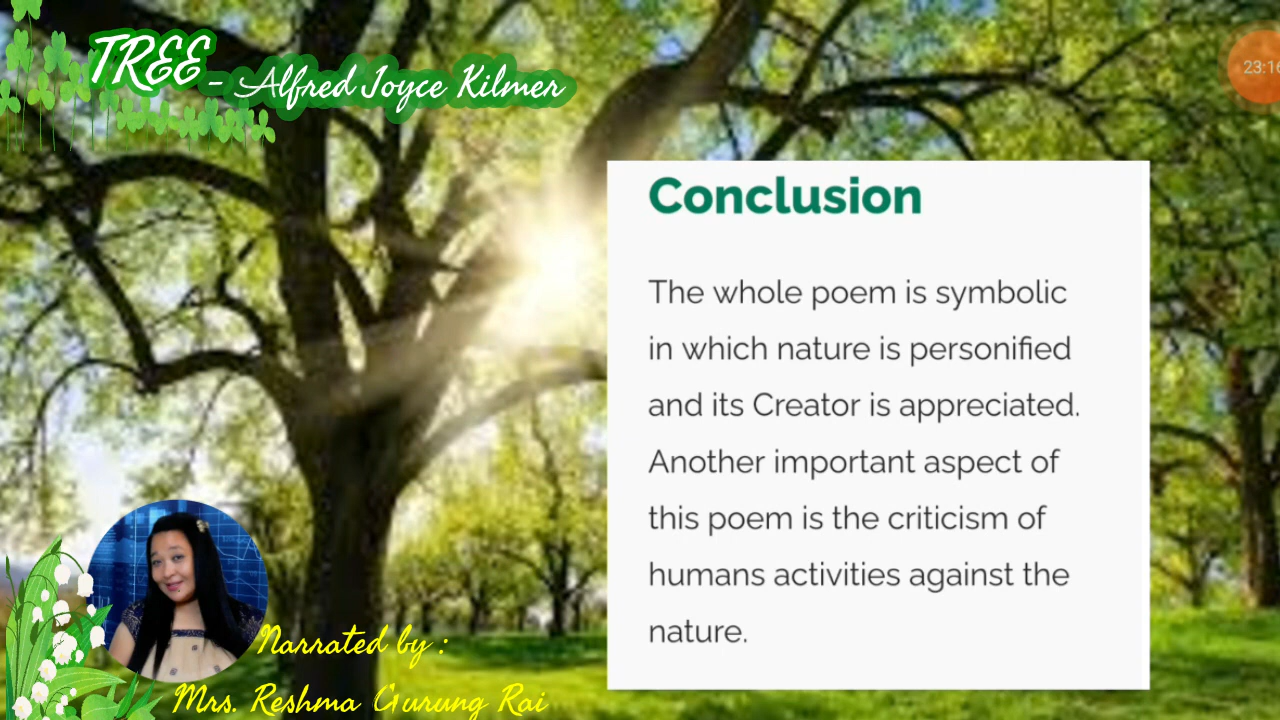 TREE - Alfred Joyce Kilmer
23:16
Conclusion
The whole poem is symbolic
in which nature is personified
and its Creator is appreciated.
Another important aspect of
this poem is the criticism of
humans activities against the
nature.
Narrated by :
Mrs. Reshma Gurung Rai